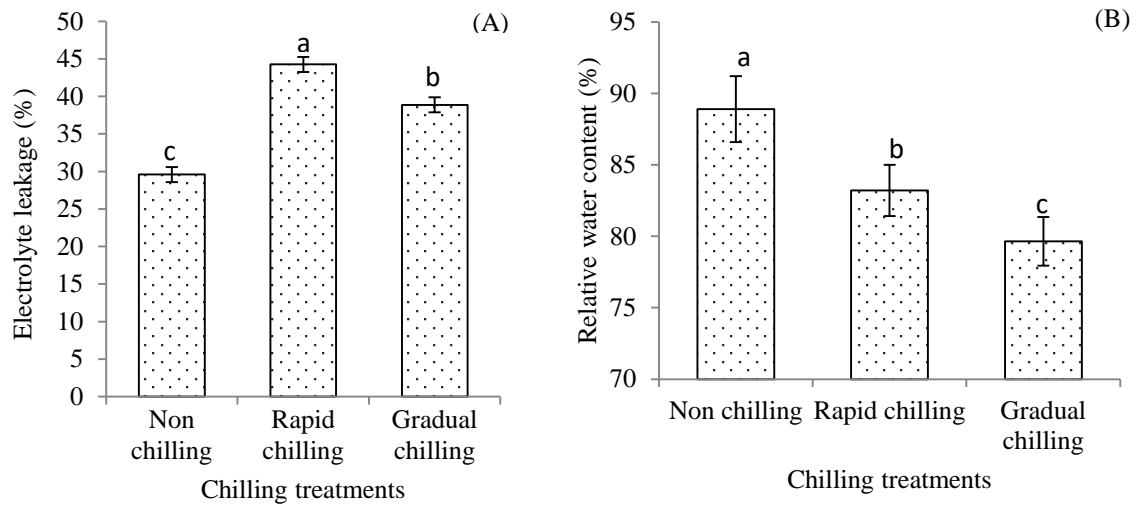 (A)
Electrolyte leakage (%)
50
45
40
35
30
25
20
15
10
5
0
c
a
b
Non
chilling
Rapid
chilling
Gradual
chilling
Chilling treatments
(B)
Relative water content (%)
95
90
85
80
75
70
a
b
c
Non chilling
Rapid chilling
Gradual
chilling
Chilling treatments